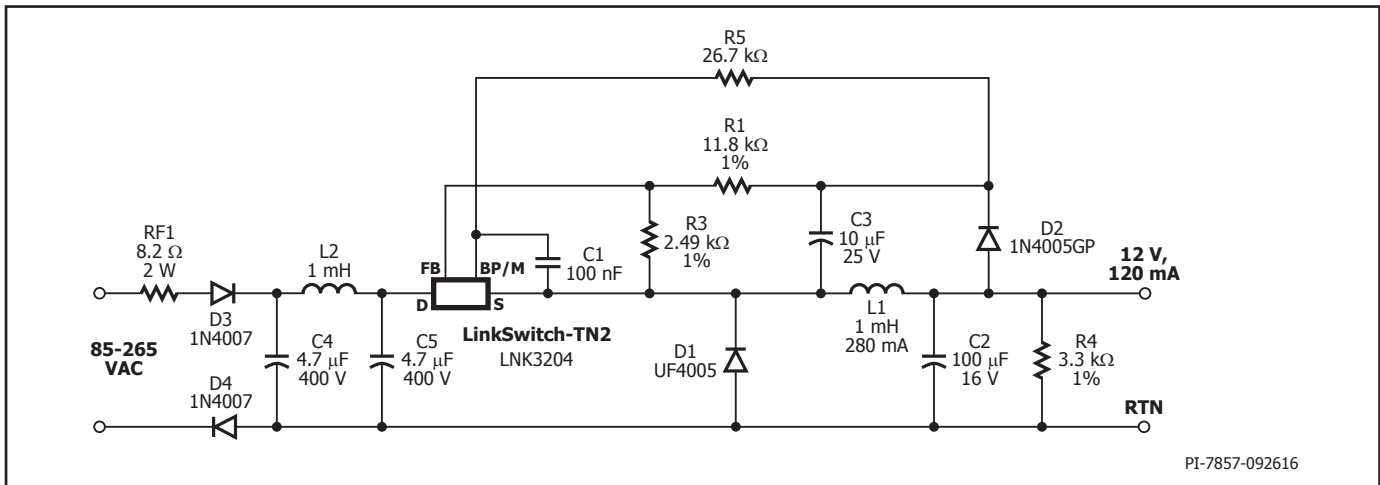 R5
26.7 kΩ
R1
11.8 kΩ
1%
RF1
8.2 Ω
2 W
L2
1 mH
R3
2.49 kΩ
1%
C3
10 μF
25 V
D2
1N4005GP
C1
100 nF
FB
BP/M
D
S
12 V,
120 mA
D3
1N4007
LinkSwitch-TN2
LNK3204
L1
1 mH
280 mA
85-265
VAC
C4
4.7 μF
400 V
C5
4.7 μF
400 V
D1
UF4005
C2
100 μF
16 V
R4
3.3 kΩ
1%
D4
1N4007
RTN
PI-7857-092616